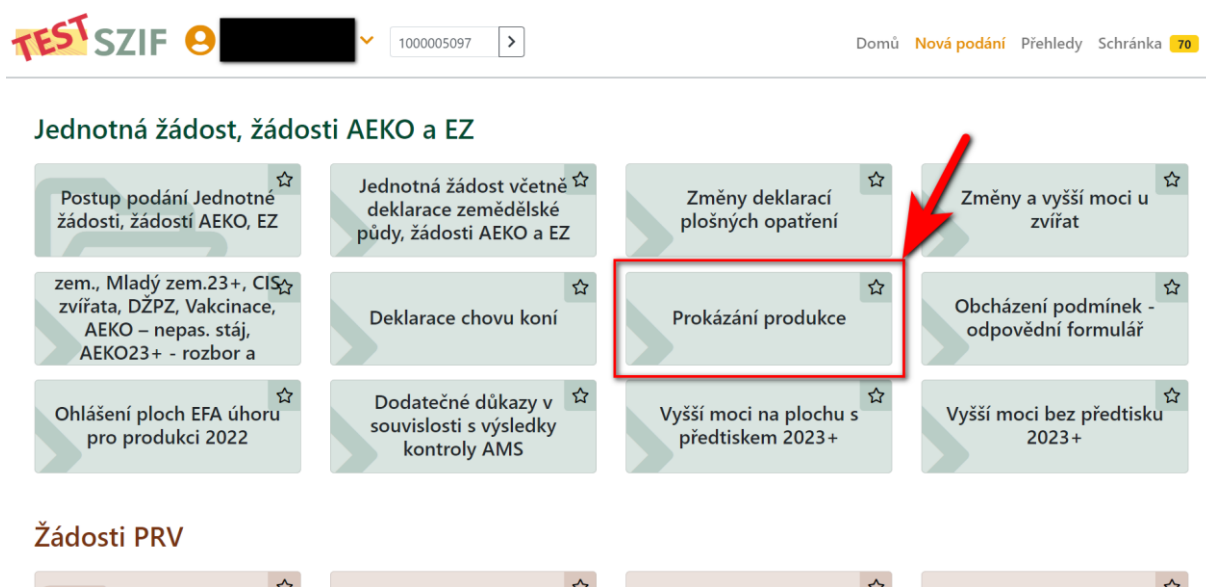 TEST SZIF
1000005097
Domů Nová podání Přehledy Schránka 70
Jednotná žádost, žádosti AEKO a EZ
Postup podání Jednotné
žádosti, žádostí AEKO, EZ
Jednotná žádost včetně
deklarace zemědělské
půdy, žádosti AEKO a EZ
Změny deklarací
plošných opatření
Změny a vyšší moci u
zvířat
zem., Mladý zem.23+, CIS
zvířata, DŽPZ, Vakcinace,
AEKO – nepas. stáj,
AEKO23+ - rozbor a
Deklarace chovu koní
Prokázání produkce
Obcházení podmínek -
odpovědní formulář
Ohlášení ploch EFA úhorů
pro produkci 2022
Dodatečné důkazy v
souvislosti s výsledky
kontroly AMS
Vyšší moci na plochu s
předtiskem 2023+
Vyšší moci bez předtisků
2023+
Žádosti PRV